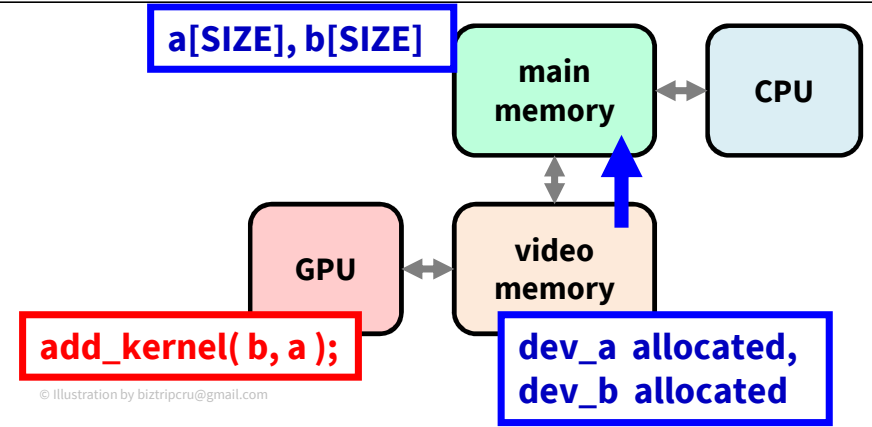 a[SIZE], b[SIZE]
main
memory
CPU
GPU
video
memory
add_kernel( b, a );
dev_a allocated,
dev_b allocated
© Illustration by biztripcru@gmail.com